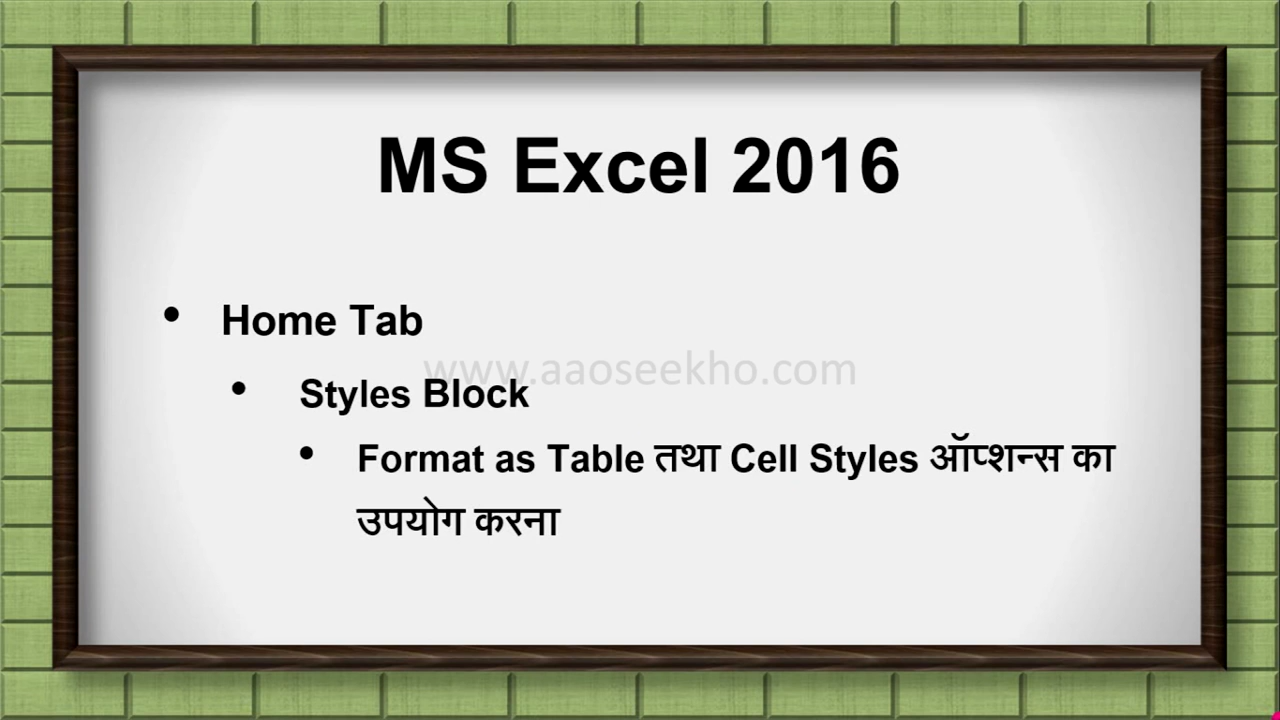 MS Excel 2016
• Home Tab
www.aaoseekho.com
• Styles Block
• Format as Table तथा Cell Styles ऑप्शन्स का
उपयोग करना